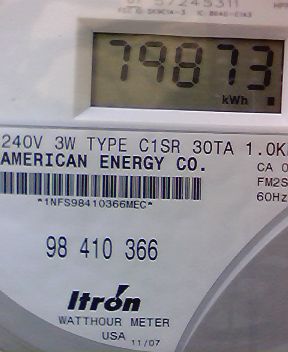 79873
kWh
240V 3W TYPE C1SR 30TA 1.0K
AMERICAN ENERGY CO.
CA 0
FM2S
60Hz
*1NFS98410366MEC*
98 410 366
Itron
WATTHOUR METER
USA 11/07